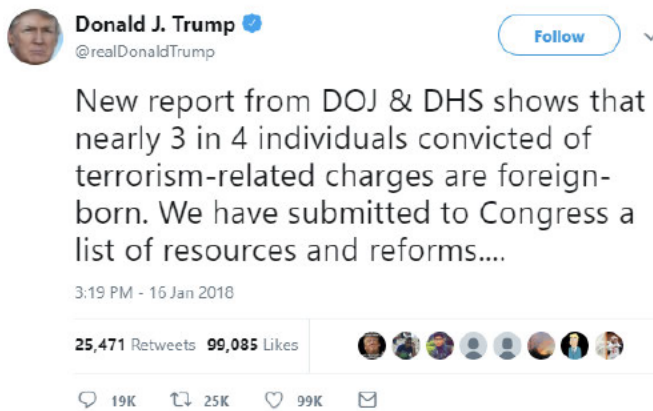 Donald J. Trump
@realDonaldTrump
Follow
New report from DOJ & DHS shows that
nearly 3 in 4 individuals convicted of
terrorism-related charges are foreign-
born. We have submitted to Congress a
list of resources and reforms....
3:19 PM - 16 Jan 2018
25,471 Retweets 99,085 Likes
19K 25K 99K